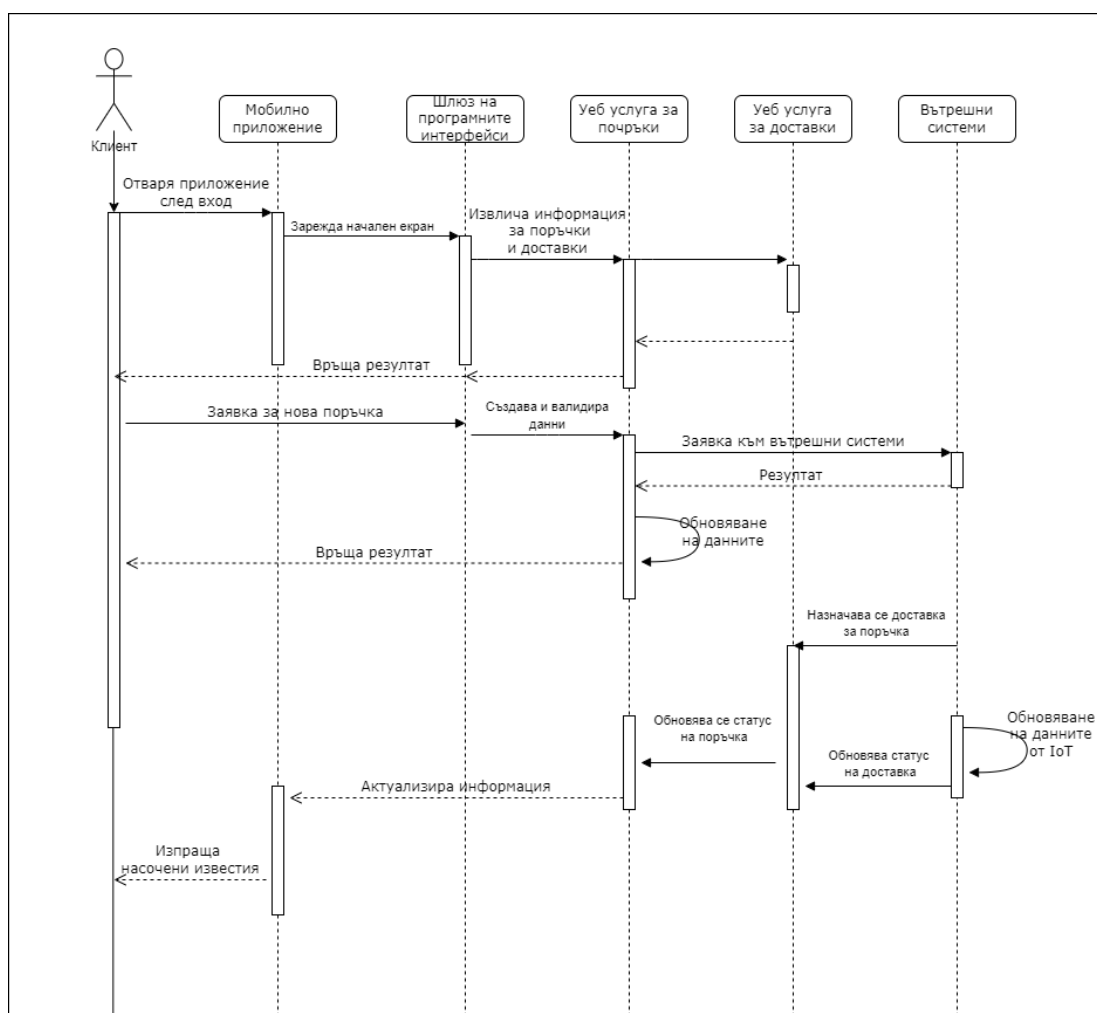 Клиент
Мобилно
приложение
Шлюз на
програмните
интерфейси
Уеб услуга за
почръки
Уеб услуга
за доставки
Вътрешни
системи
Отваря приложение
след вход
Зарежда начален екран
Извлича информация
за поръчки
и доставки
Връща резултат
Заявка за нова поръчка
Създава и валидира
данни
Заявка към вътрешни системи
Резултат
Обновяване
на данните
Връща резултат
Назначава се доставка
за поръчка
Обновява се статус
на поръчка
Обновяване
на данните
от IoT
Обновява статус
на доставка
Актуализира информация
Изпраща
насочени известия